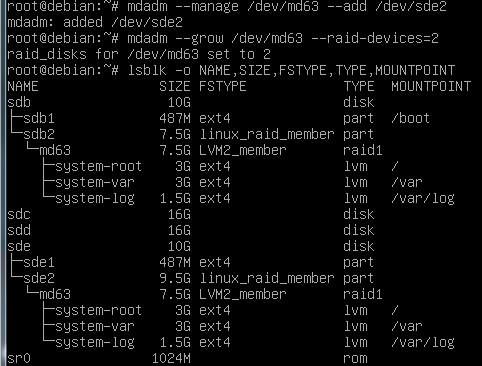 root@debian:~# mdadm --manage /dev/md63 --add /dev/sde2
mdadm: added /dev/sde2
root@debian:~# mdadm --grow /dev/md63 --raid-devices=2
raid_disks for /dev/md63 set to 2
root@debian:~# lsblk -o NAME,SIZE,FSTYPE,TYPE,MOUNTPOINT
NAME                 SIZE FSTYPE            TYPE  MOUNTPOINT
sdb                   10G                   disk
├─sdb1               487M ext4              part  /boot
└─sdb2               7.5G linux_raid_member part
  └─md63             7.5G LVM2_member       raid1
    ├─system-root      3G ext4              lvm   /
    ├─system-var       3G ext4              lvm   /var
    └─system-log     1.5G ext4              lvm   /var/log
sdc                   16G                   disk
sdd                   16G                   disk
sde                   10G                   disk
├─sde1               487M ext4              part
└─sde2               9.5G linux_raid_member part
  └─md63             7.5G LVM2_member       raid1
    ├─system-root      3G ext4              lvm   /
    ├─system-var       3G ext4              lvm   /var
    └─system-log     1.5G ext4              lvm   /var/log
sr0                 1024M                   rom